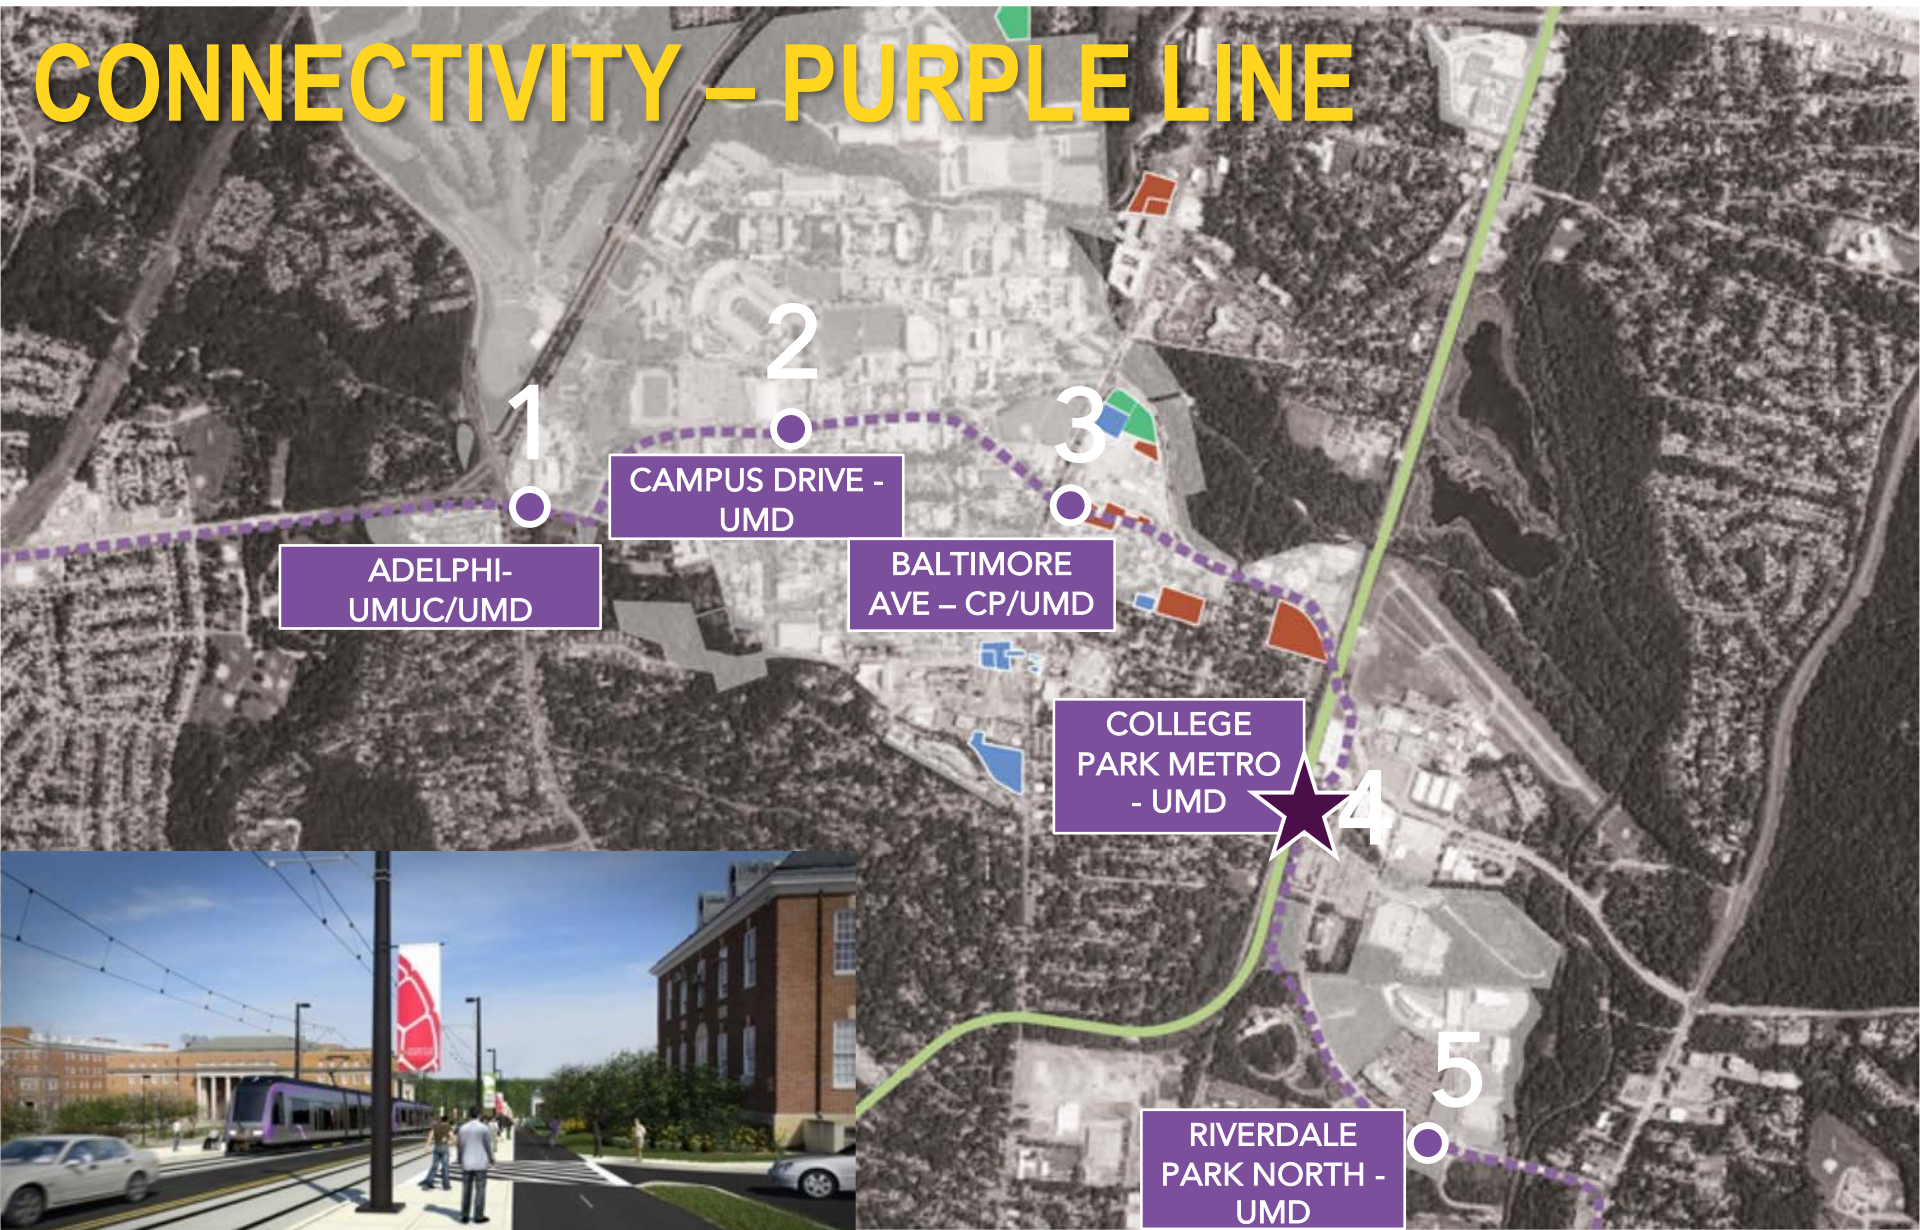 CONNECTIVITY – PURPLE LINE
1
ADELPHI-
UMUC/UMD
2
CAMPUS DRIVE -
UMD
3
BALTIMORE
AVE – CP/UMD
COLLEGE
PARK METRO
- UMD
4
5
RIVERDALE
PARK NORTH -
UMD